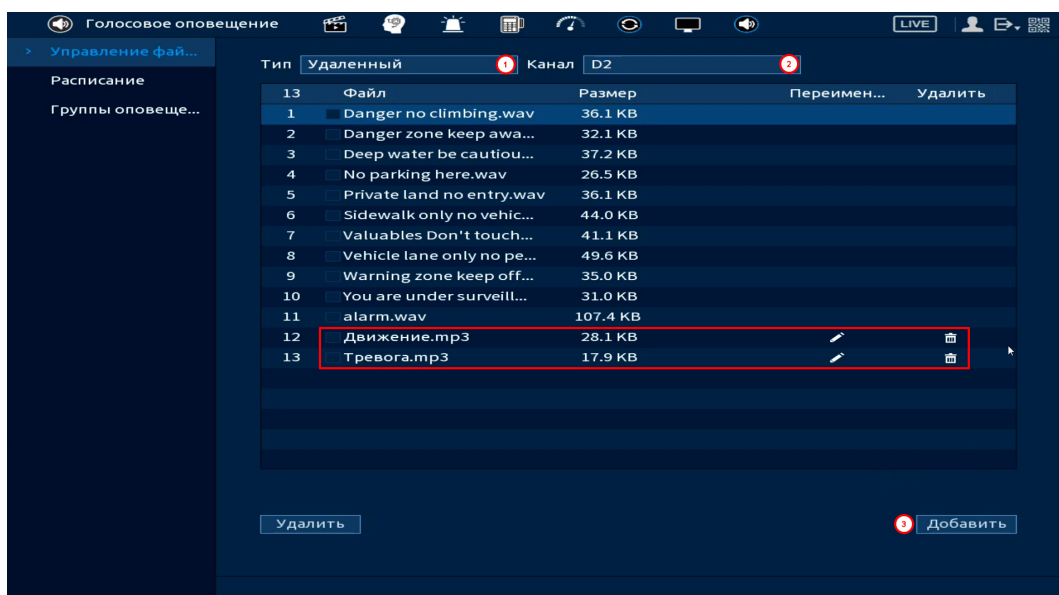 Голосовое оповещение LIVE
> Управление фай...
Расписание
Группы оповеще...
Тип Удаленный 1 Канал D2 2
13 Файл Размер Переимен... Удалить
1 Danger no climbing.wav 36.1 KB
2 Danger zone keep awa... 32.1 KB
3 Deep water be cautiou... 37.2 KB
4 No parking here.wav 26.5 KB
5 Private land no entry.wav 36.1 KB
6 Sidewalk only no vehic... 44.0 KB
7 Valuables Don't touch... 41.1 KB
8 Vehicle lane only no pe... 49.6 KB
9 Warning zone keep off... 35.0 KB
10 You are under surveill... 31.0 KB
11 alarm.wav 107.4 KB
12 Движение.mp3 28.1 KB
13 Тревога.mp3 17.9 KB
Удалить 3 Добавить